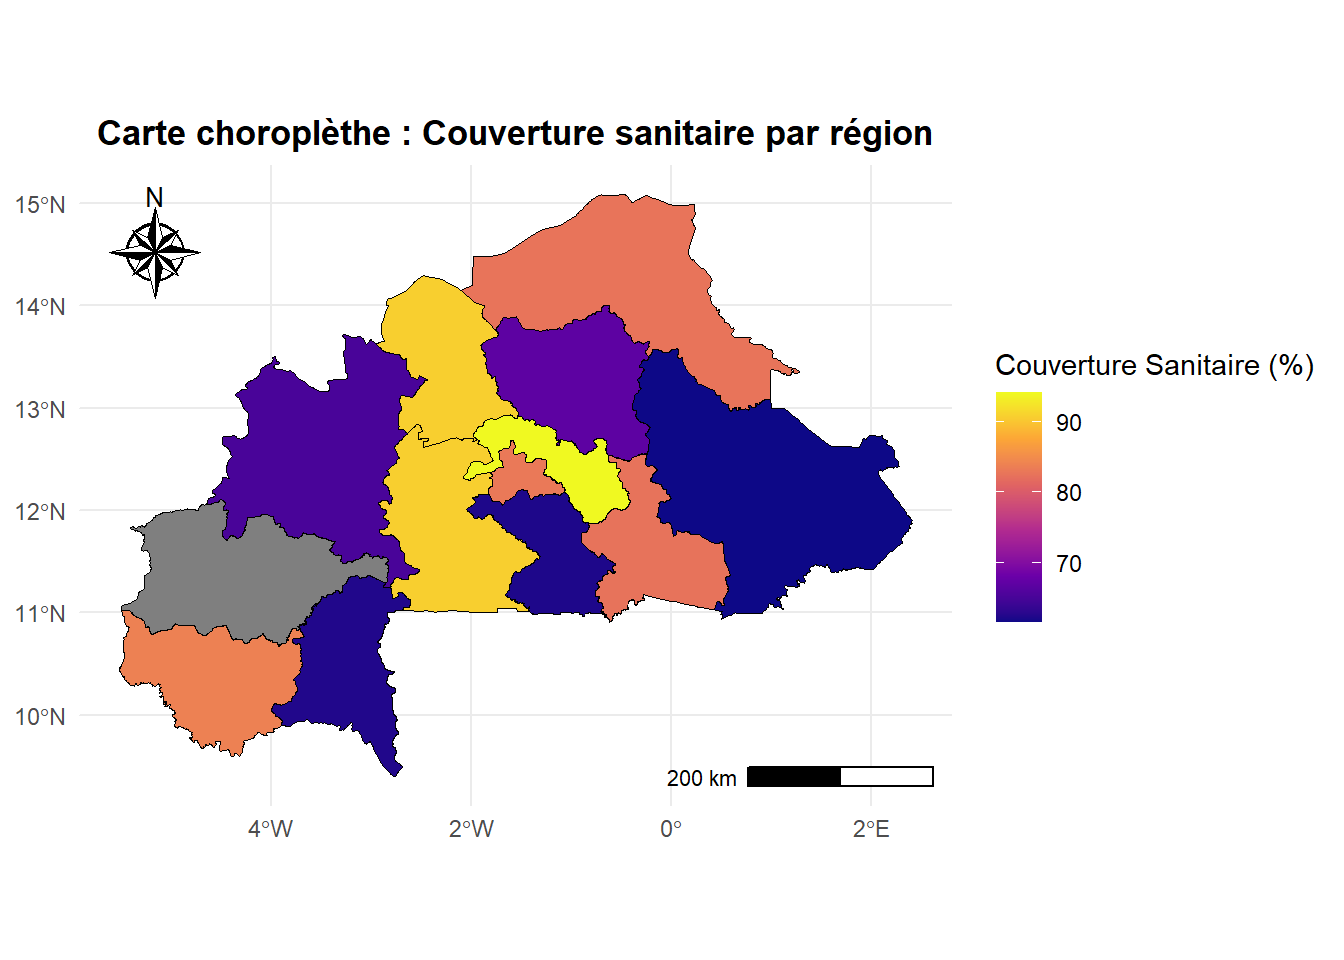 Carte choroplèthe : Couverture sanitaire par région
N
15°N
14°N
13°N
12°N
11°N
10°N
4°W
2°W
0°
2°E
200 km
Couverture Sanitaire (%)
90
80
70